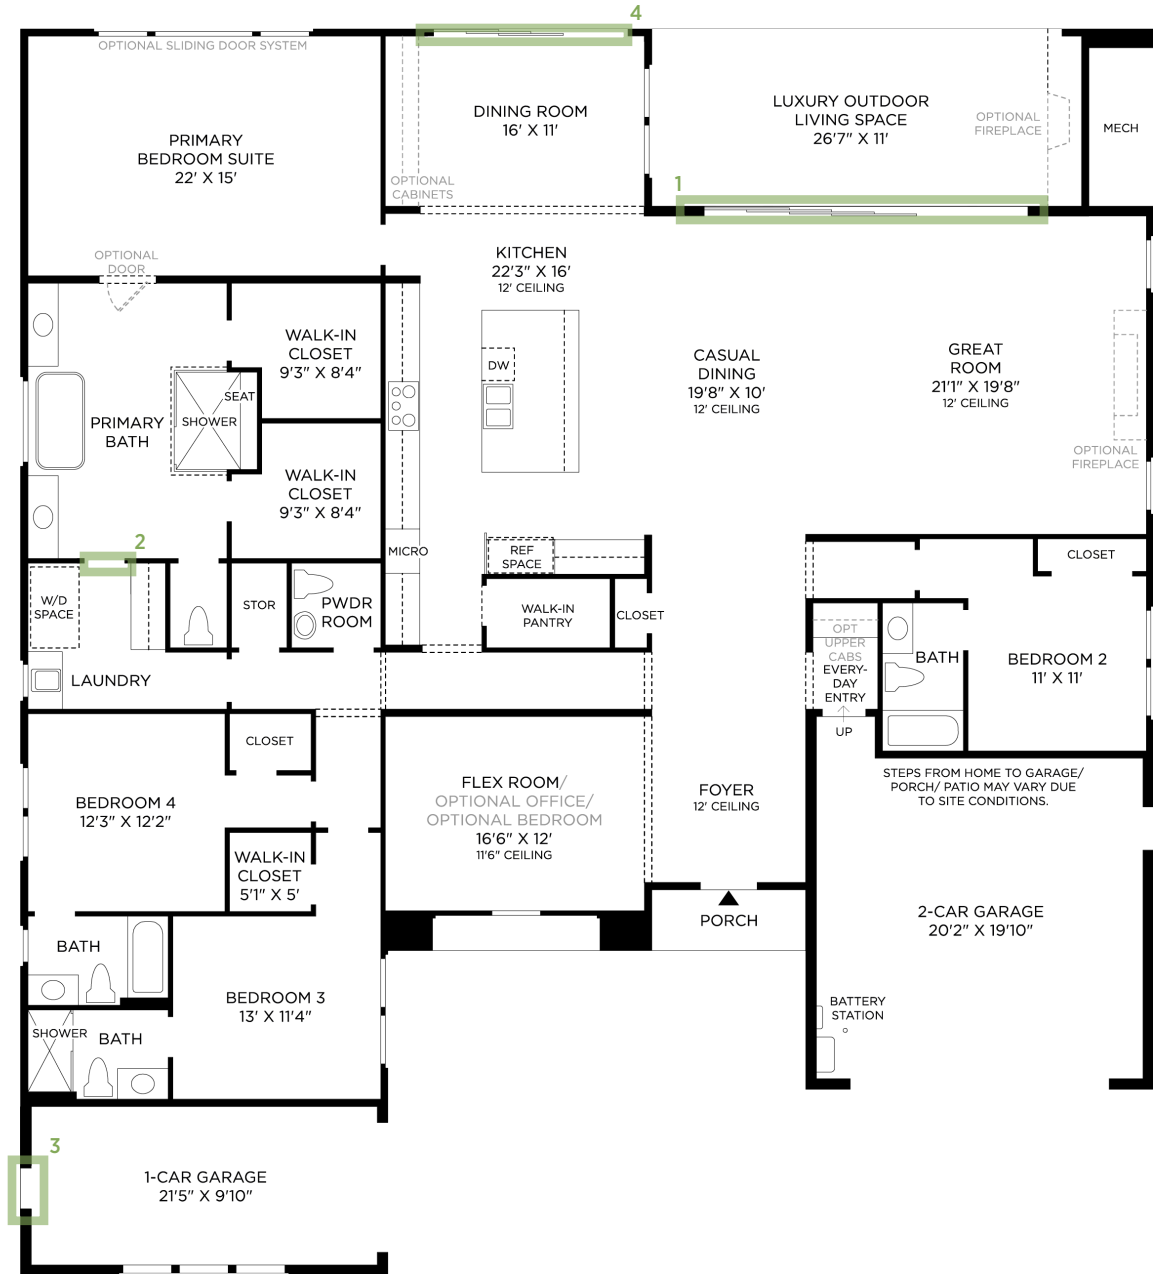 4
OPTIONAL SLIDING DOOR SYSTEM
PRIMARY
BEDROOM SUITE
22' X 15'
DINING ROOM
16' X 11'
OPTIONAL
CABINETS
LUXURY OUTDOOR
LIVING SPACE
26'7" X 11'
OPTIONAL
FIREPLACE
MECH
1
OPTIONAL
DOOR
KITCHEN
22'3" X 16'
12' CEILING
WALK-IN
CLOSET
9'3" X 8'4"
DW
CASUAL
DINING
19'8" X 10'
12' CEILING
GREAT
ROOM
21'1" X 19'8"
12' CEILING
SEAT
SHOWER
PRIMARY
BATH
OPTIONAL
FIREPLACE
WALK-IN
CLOSET
9'3" X 8'4"
2
MICRO
REF
SPACE
CLOSET
W/D
SPACE
STOR
PWDR
ROOM
WALK-IN
PANTRY
CLOSET
OPT
UPPER
CABS
EVERY-
DAY
ENTRY
UP
BATH
BEDROOM 2
11' X 11'
LAUNDRY
CLOSET
BEDROOM 4
12'3" X 12'2"
FLEX ROOM/
OPTIONAL OFFICE/
OPTIONAL BEDROOM
16'6" X 12'
11'6" CEILING
FOYER
12' CEILING
STEPS FROM HOME TO GARAGE/
PORCH/ PATIO MAY VARY DUE
TO SITE CONDITIONS.
WALK-IN
CLOSET
5'1" X 5'
PORCH
2-CAR GARAGE
20'2" X 19'10"
BATH
BEDROOM 3
13' X 11'4"
BATTERY
STATION
SHOWER
BATH
3
1-CAR GARAGE
21'5" X 9'10"